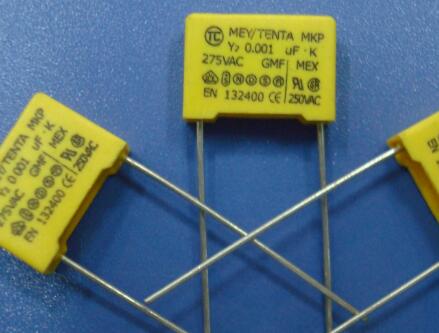 TC MEY/TENTA MKP
Y2 0.001 uF·K
275VAC GMF MEX
EN 132400 CE 250VAC
MEY/TENTA MKP
Y2 0.001 uF·K
275VAC GMF MEX
EN 132400 CE 250VAC